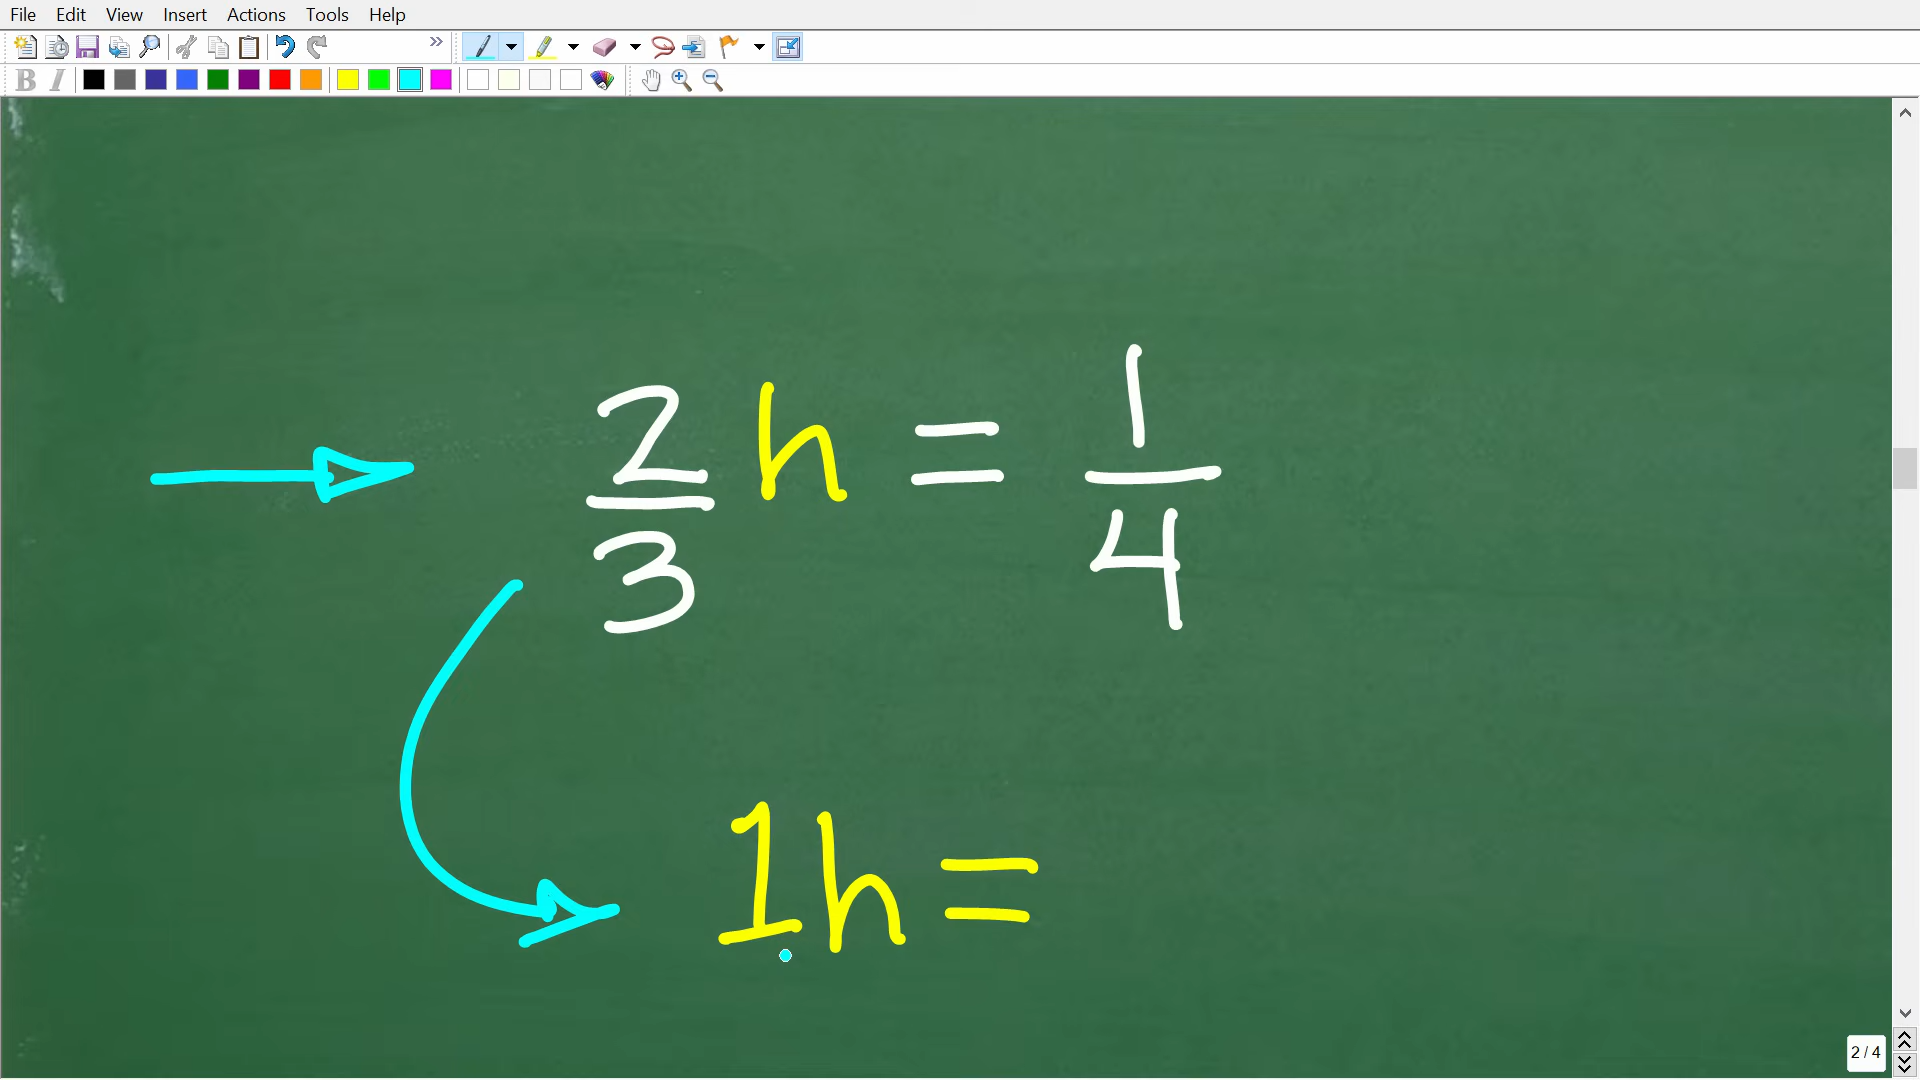 File Edit View Insert Actions Tools Help
B I
2/3 h = 1/4
1h =
2 / 4